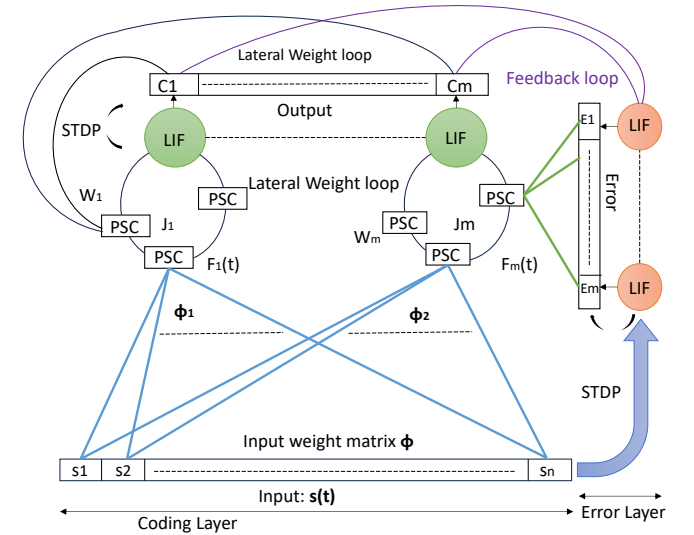 Lateral Weight loop
Feedback loop
C1
Cm
Output
STDP
LIF
LIF
E1
LIF
Lateral Weight loop
Error
W1
PSC
PSC
PSC
J1
Jm
PSC
Wm
PSC
PSC
F1(t)
Fm(t)
Em
LIF
ϕ1
ϕ2
STDP
Input weight matrix ϕ
s1
s2
sn
Input: s(t)
Coding Layer
Error Layer